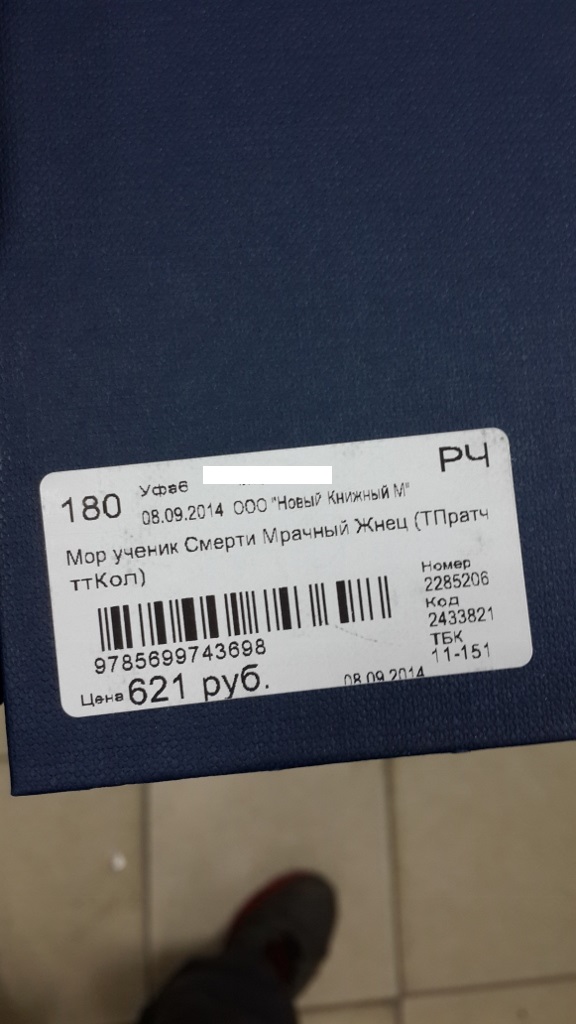 180 Уфа6 РЧ
08.09.2014 ООО "Новый Книжный М"
Мор ученик Смерти Мрачный Жнец (ТПратч
ттКол)
Номер
2285206
Код
2433821
ТБК
11-151
9785699743698
Цена 621 руб.
08.09.2014